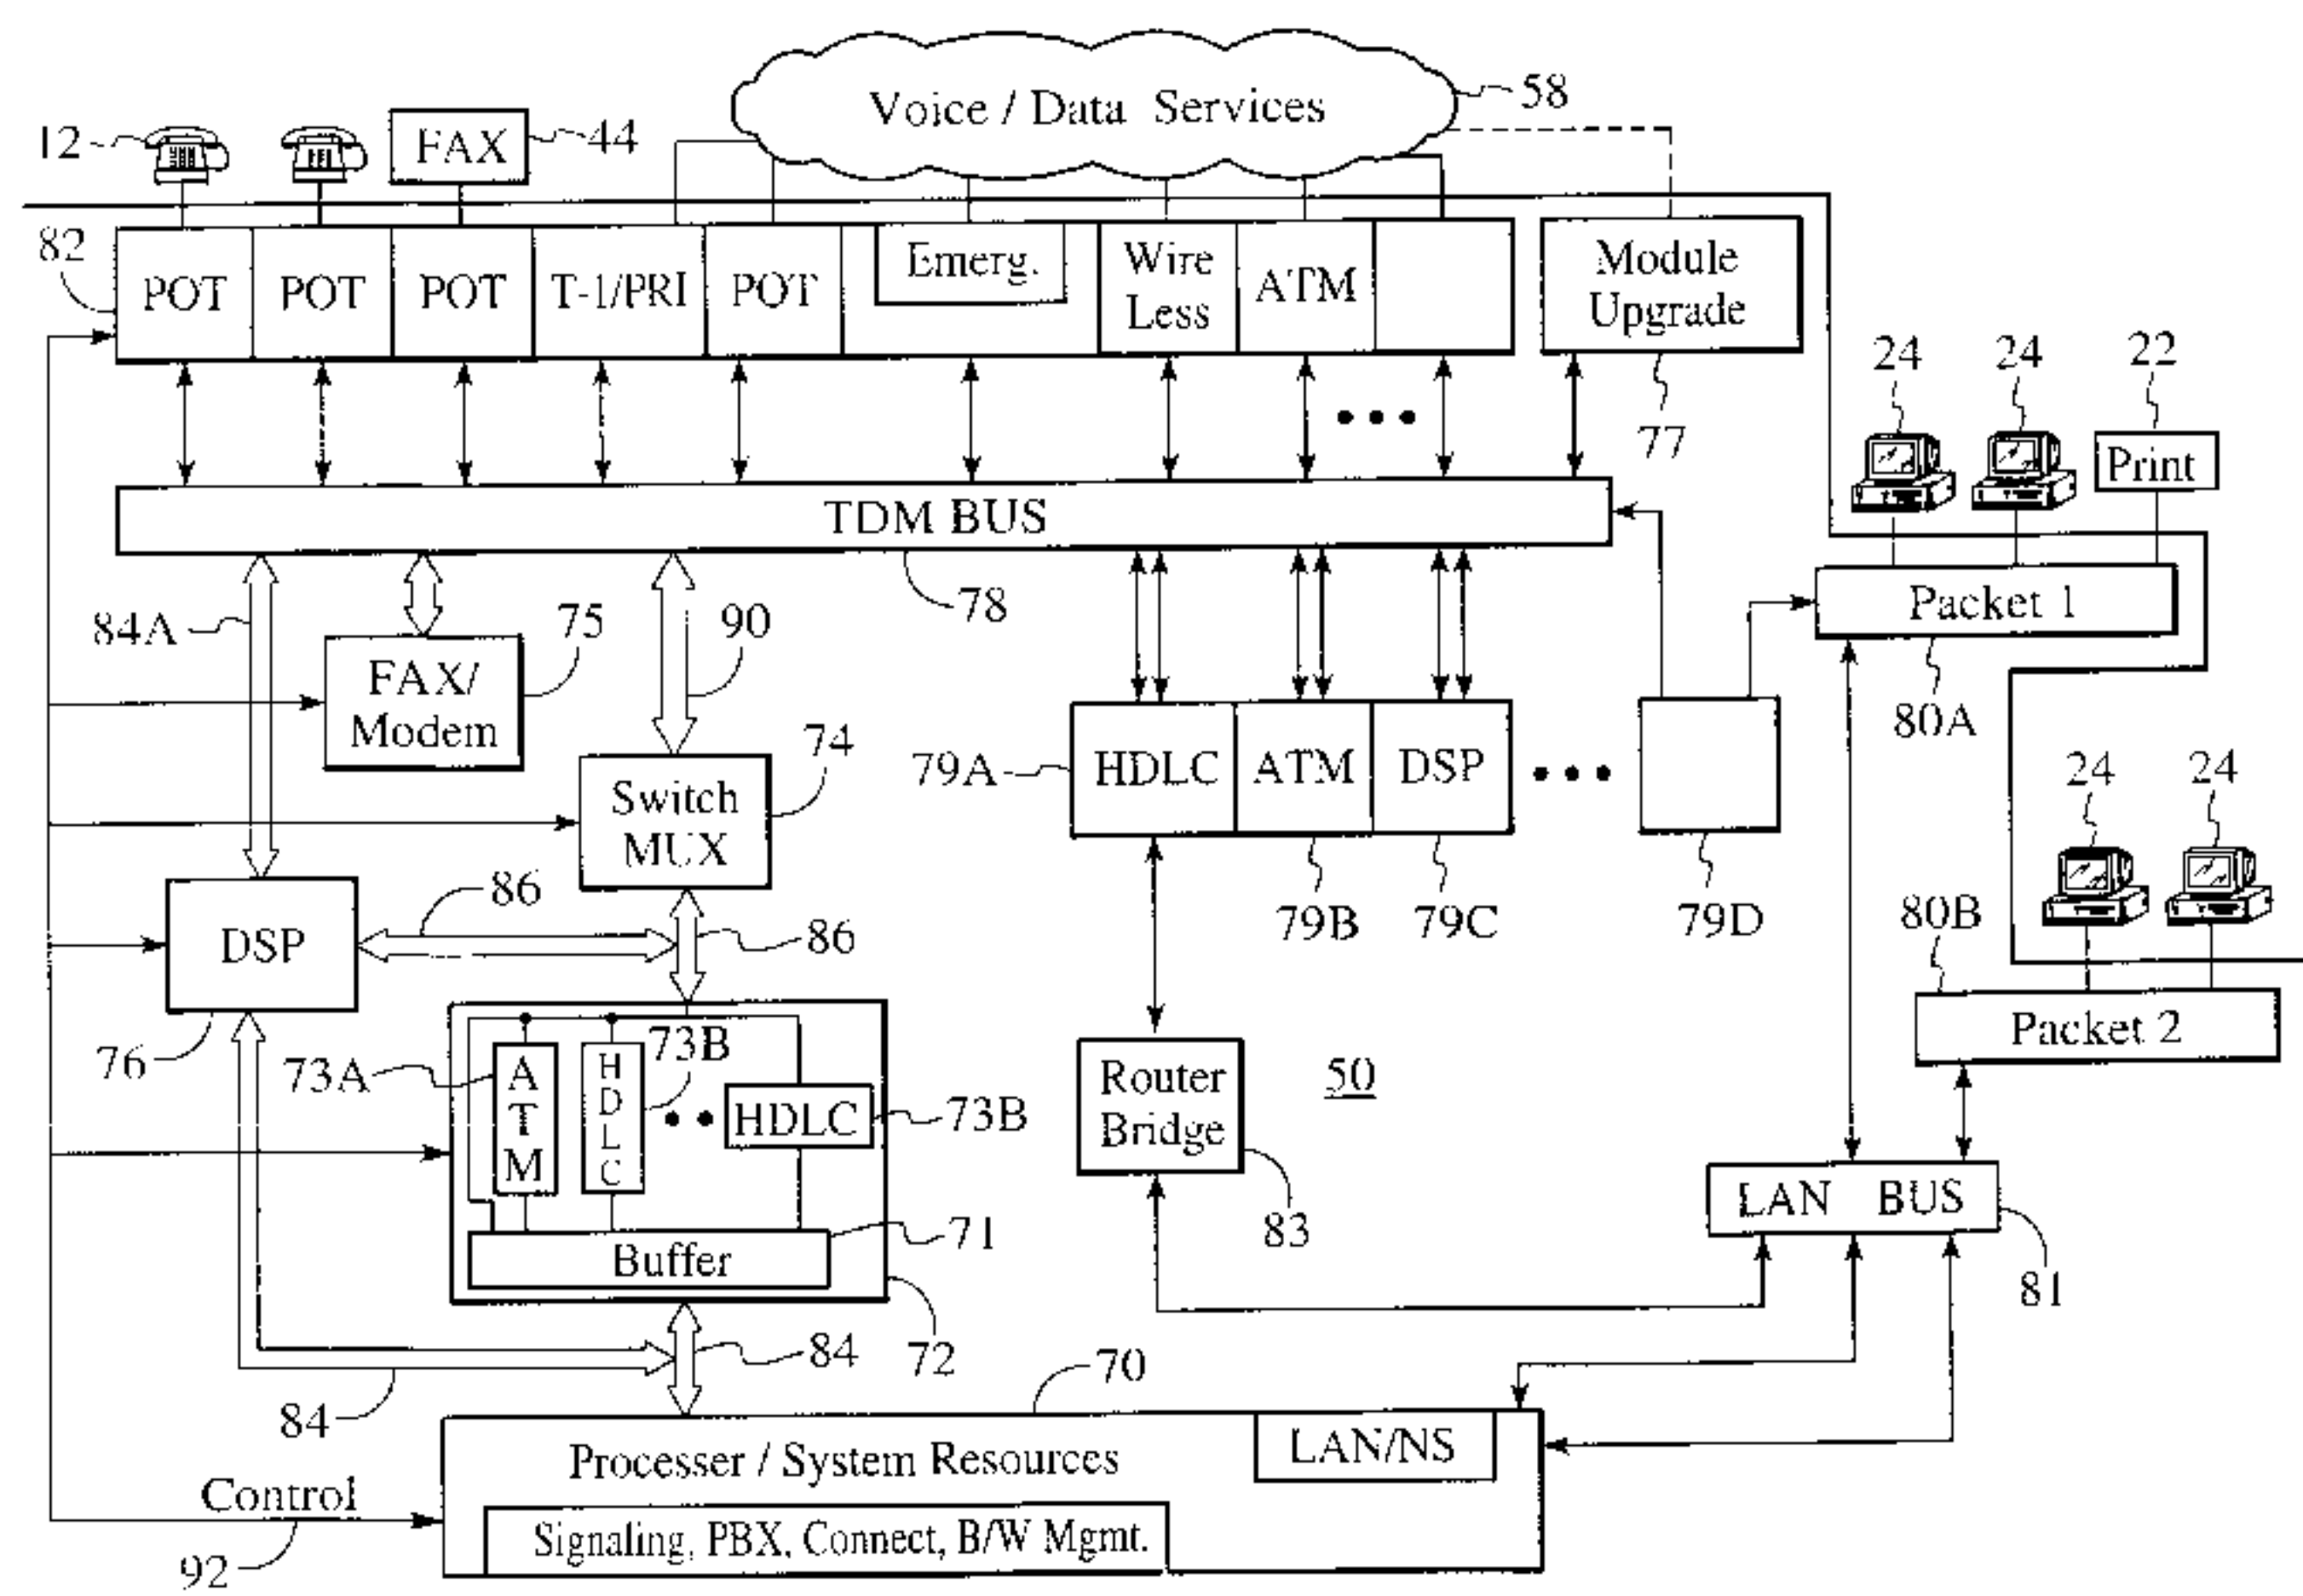 Voice / Data Services
58
12
FAX
44
82
POT
POT
POT
T-1/PRI
POT
Emerg.
Wire
Less
ATM
Module
Upgrade
77
24
24
22
Print
TDM BUS
78
84A
75
90
FAX/
Modem
74
Switch
MUX
79A
HDLC
ATM
DSP
79B
79C
79D
Packet 1
80A
24
24
80B
Packet 2
86
DSP
86
76
73A
ATM
HDLC
73B
HDLC
73B
71
Buffer
72
84
84
Router
Bridge
83
50
LAN BUS
81
70
Processer / System Resources
LAN/NS
Signaling, PBX, Connect, B/W Mgmt.
Control
92